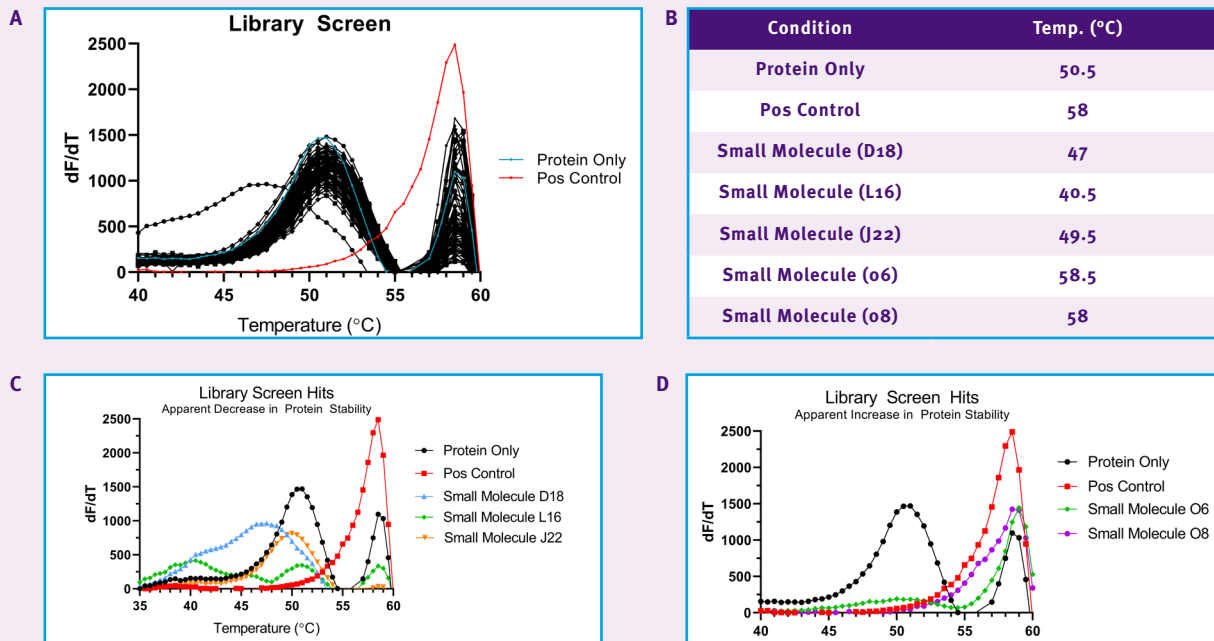 A
Library Screen
2500
2000
1500
1000
500
0
dF/dT
40 45 50 55 60
Temperature (°C)
Protein Only
Pos Control
B
Condition Temp. (°C)
Protein Only 50.5
Pos Control 58
Small Molecule (D18) 47
Small Molecule (L16) 40.5
Small Molecule (J22) 49.5
Small Molecule (o6) 58.5
Small Molecule (o8) 58
C
Library Screen Hits
Apparent Decrease in Protein Stability
2500
2000
1500
1000
500
0
dF/dT
35 40 45 50 55 60
Temperature (°C)
Protein Only
Pos Control
Small Molecule D18
Small Molecule L16
Small Molecule J22
D
Library Screen Hits
Apparent Increase in Protein Stability
2500
2000
1500
1000
500
0
dF/dT
40 45 50 55 60
Temperature (°C)
Protein Only
Pos Control
Small Molecule O6
Small Molecule O8